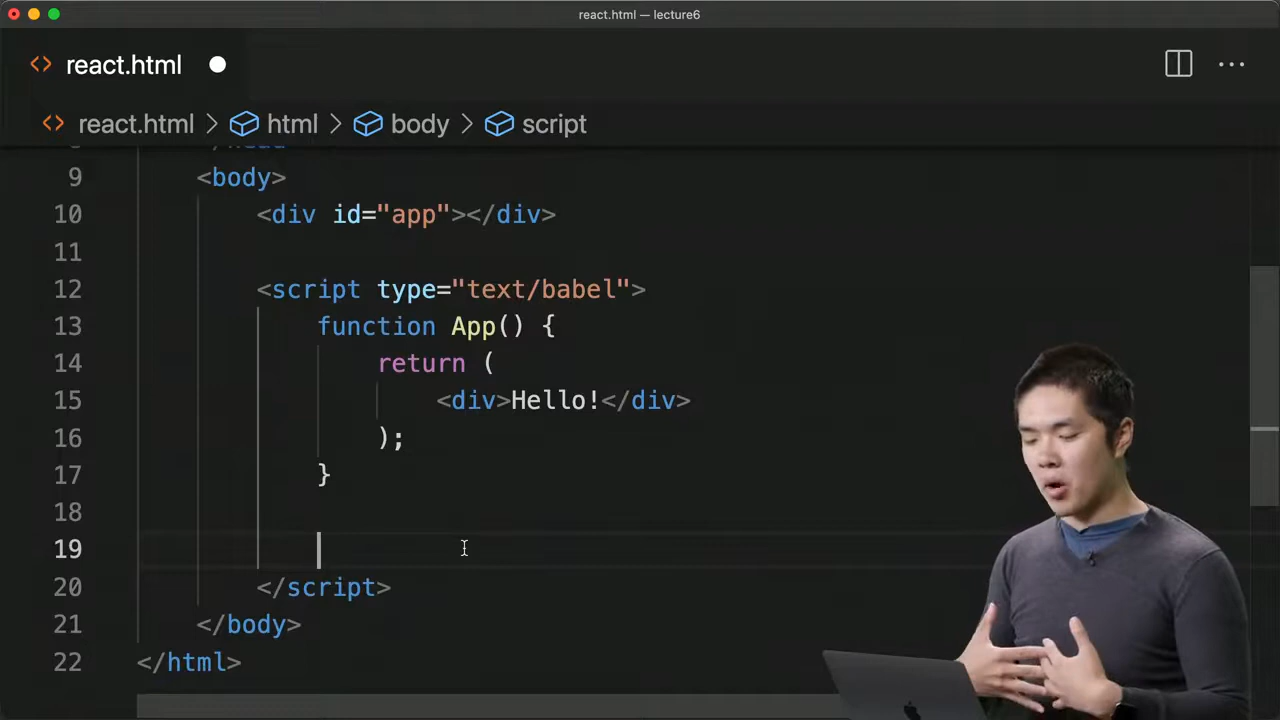 react.html — lecture6
<> react.html ● ...
<> react.html > html > body > script
9 <body>
10 <div id="app"></div>
11
12 <script type="text/babel">
13 function App() {
14 return (
15 <div>Hello!</div>
16 );
17 }
18
19
20 </script>
21 </body>
22 </html>